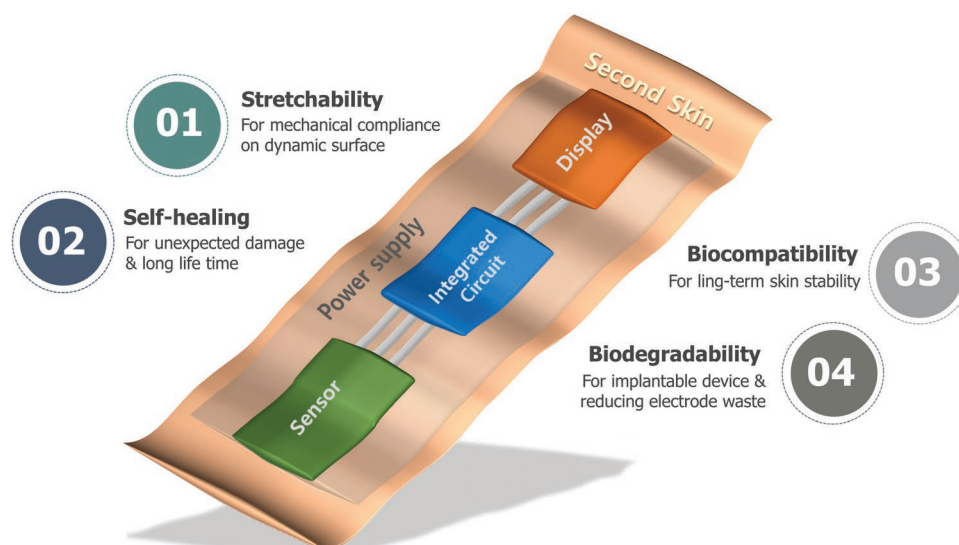 01
Stretchability
For mechanical compliance
on dynamic surface
02
Self-healing
For unexpected damage
& long life time
Second Skin
Display
Power supply
Integrated
Circuit
Sensor
Biocompatibility
For ling-term skin stability
03
Biodegradability
For implantable device &
reducing electrode waste
04